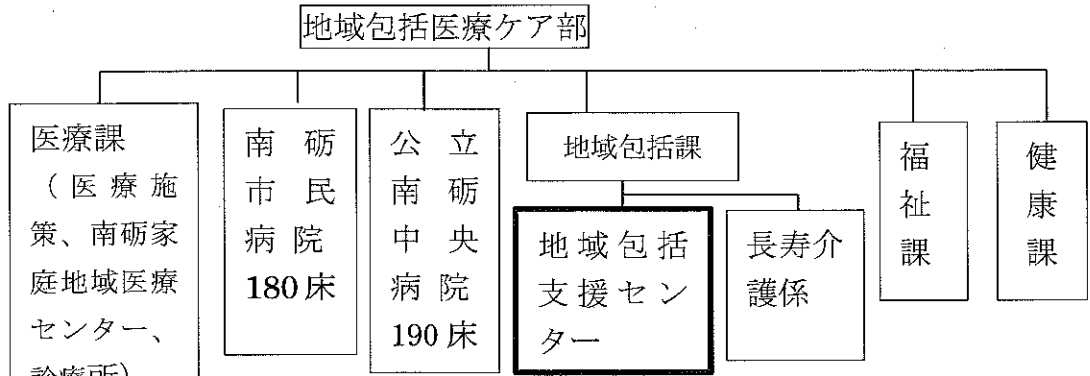 地域包括医療ケア部
医療課
(医療施
策、南砺家
庭地域医療
センター、
診療所)
南砺
市民
病院
180床
公立
南砺
中央
病院
190床
地域包括課
地域包括
支援セン
ター
長寿介
護係
福
祉
課
健
康
課